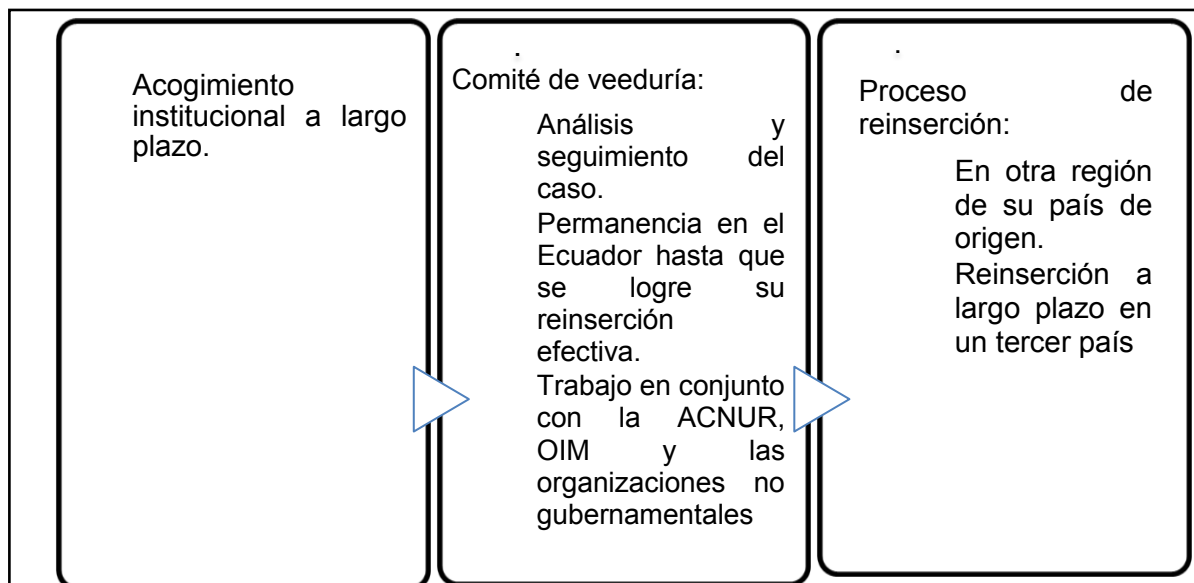 Acogimiento
institucional a largo
plazo.
.
Comité de veeduría:
Análisis y
seguimiento del
caso.
Permanencia en el
Ecuador hasta que
se logre su
reinserción
efectiva.
Trabajo en conjunto
con la ACNUR,
OIM y las
organizaciones no
gubernamentales
.
Proceso de
reinserción:
En otra región
de su país de
origen.
Reinserción a
largo plazo en
un tercer país